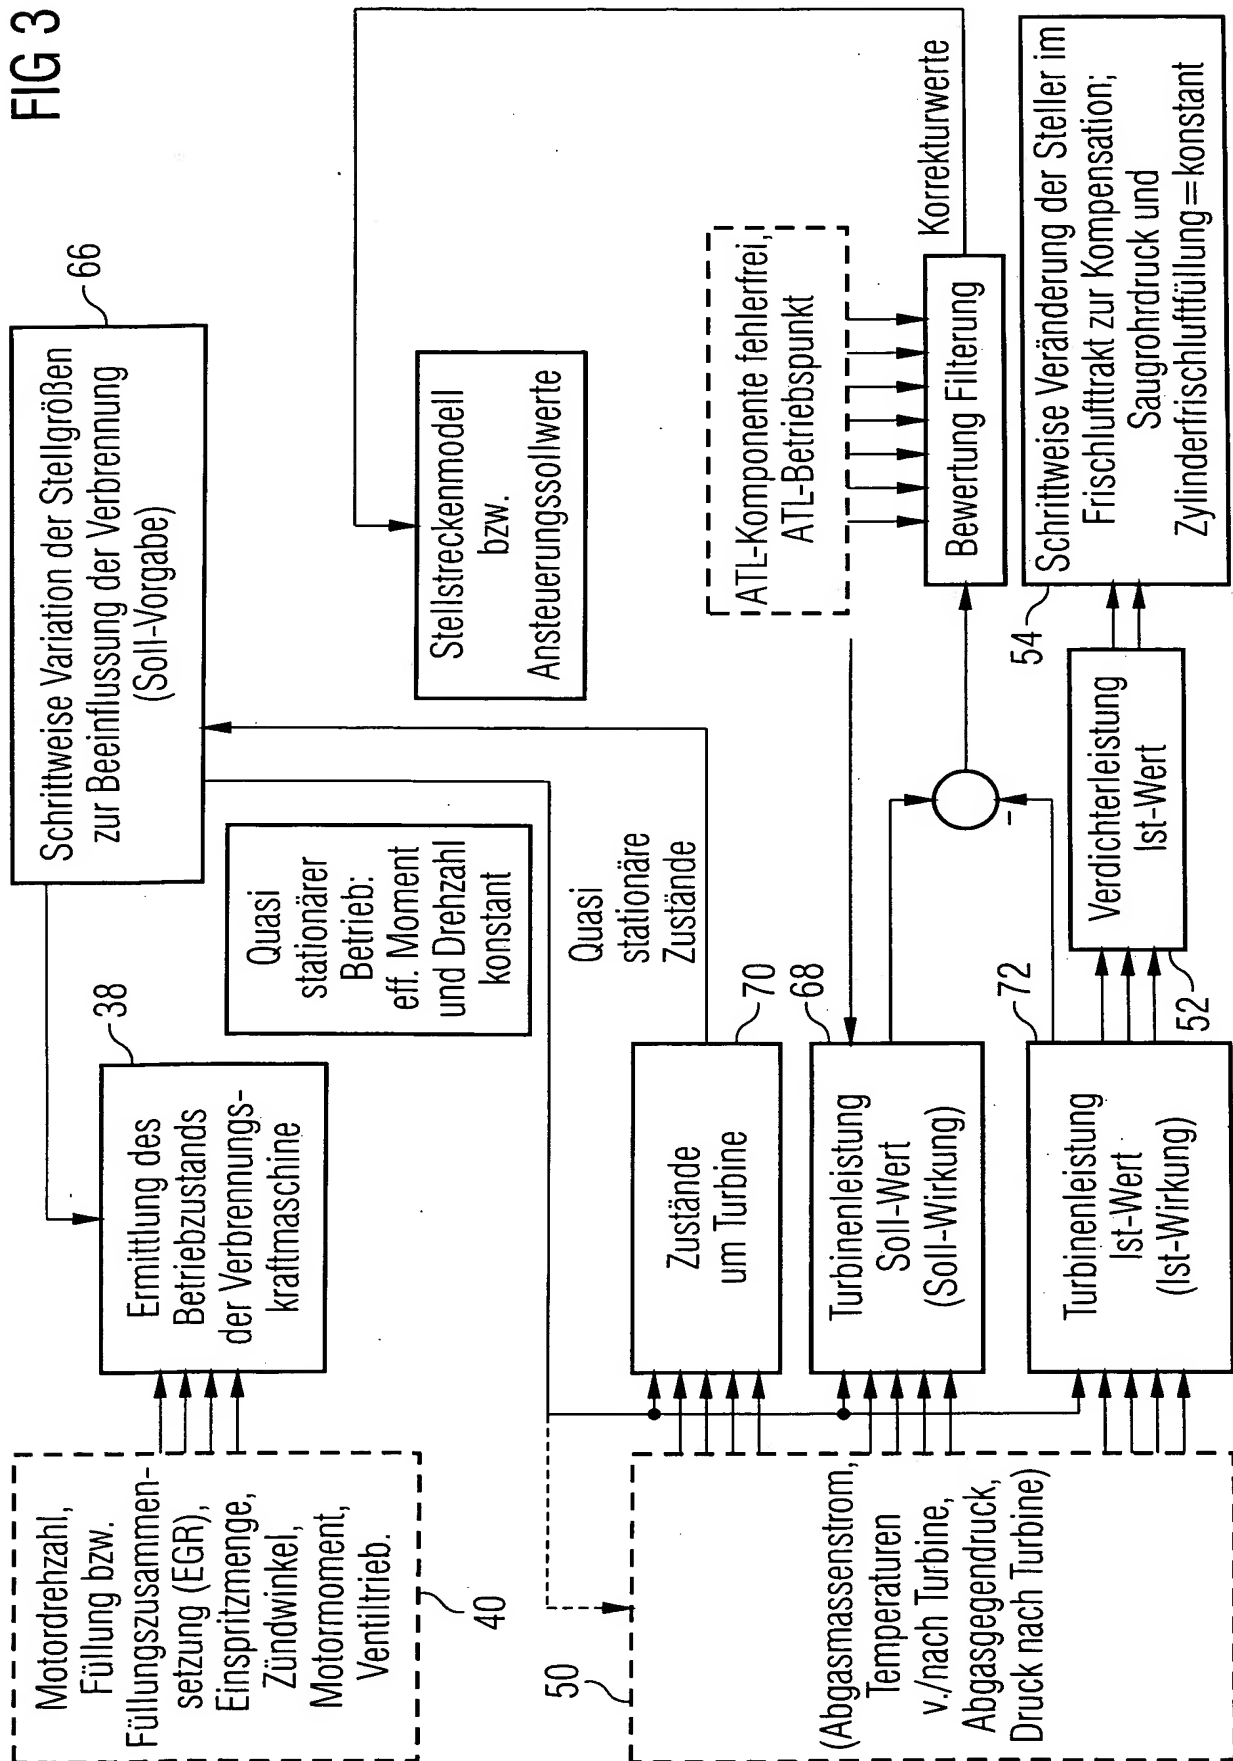 FIG 3
Schrittweise Variation der Stellgrößen
zur Beeinflussung der Verbrennung
(Soll-Vorgabe)
66
Motordrehzahl,
Füllung bzw.
Füllungszusammen-
setzung (EGR),
Einspritzmenge,
Zündwinkel,
Motormoment,
Ventiltrieb.
40
Ermittlung des
Betriebzustands
der Verbrennungs-
kraftmaschine
38
Quasi
stationärer
Betrieb:
eff. Moment
und Drehzahl
konstant
Stellstreckenmodell
bzw.
Ansteuerungssollwerte
Quasi
stationäre
Zustände
50
(Abgasmassenstrom,
Temperaturen
v./nach Turbine,
Abgasgegendruck,
Druck nach Turbine)
Zustände
um Turbine
70
Turbinenleistung
Soll-Wert
(Soll-Wirkung)
68
Turbinenleistung
Ist-Wert
(Ist-Wirkung)
72
-
ATL-Komponente fehlerfrei,
ATL-Betriebspunkt
Bewertung Filterung
Korrekturwerte
Verdichterleistung
Ist-Wert
52
54
Schrittweise Veränderung der Steller im
Frischlufttrakt zur Kompensation;
Saugrohrdruck und
Zylinderfrischluftfüllung=konstant